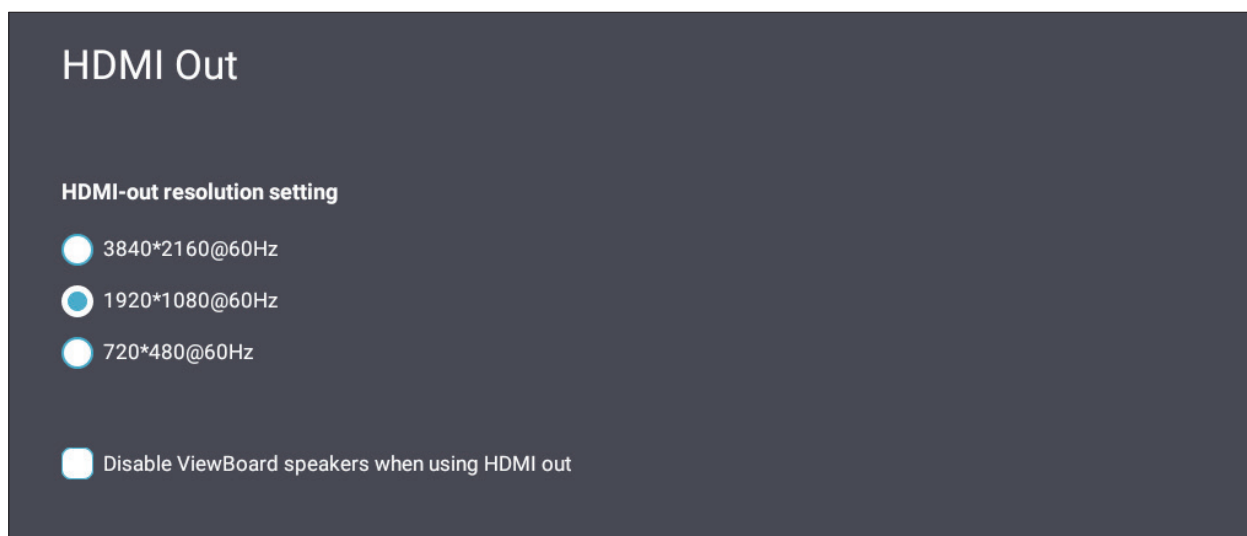 HDMI Out
HDMI-out resolution setting
3840*2160@60Hz
1920*1080@60Hz
720*480@60Hz
Disable ViewBoard speakers when using HDMI out